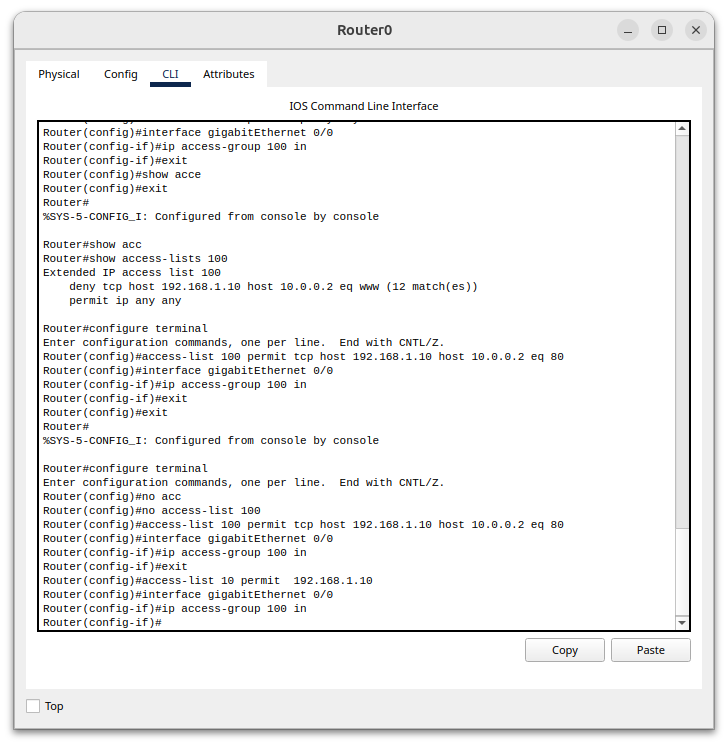 Router0
Physical Config CLI Attributes
IOS Command Line Interface
Router(config)#interface gigabitEthernet 0/0
Router(config-if)#ip access-group 100 in
Router(config-if)#exit
Router(config)#show acce
Router(config)#exit
Router#
%SYS-5-CONFIG_I: Configured from console by console
Router#show acc
Router#show access-lists 100
Extended IP access list 100
    deny tcp host 192.168.1.10 host 10.0.0.2 eq www (12 match(es))
    permit ip any any
Router#configure terminal
Enter configuration commands, one per line.  End with CNTL/Z.
Router(config)#access-list 100 permit tcp host 192.168.1.10 host 10.0.0.2 eq 80
Router(config)#interface gigabitEthernet 0/0
Router(config-if)#ip access-group 100 in
Router(config-if)#exit
Router(config)#exit
Router#
%SYS-5-CONFIG_I: Configured from console by console
Router#configure terminal
Enter configuration commands, one per line.  End with CNTL/Z.
Router(config)#no acc
Router(config)#no access-list 100
Router(config)#access-list 100 permit tcp host 192.168.1.10 host 10.0.0.2 eq 80
Router(config)#interface gigabitEthernet 0/0
Router(config-if)#ip access-group 100 in
Router(config-if)#exit
Router(config)#access-list 10 permit  192.168.1.10
Router(config)#interface gigabitEthernet 0/0
Router(config-if)#ip access-group 100 in
Router(config-if)#
Copy Paste
Top